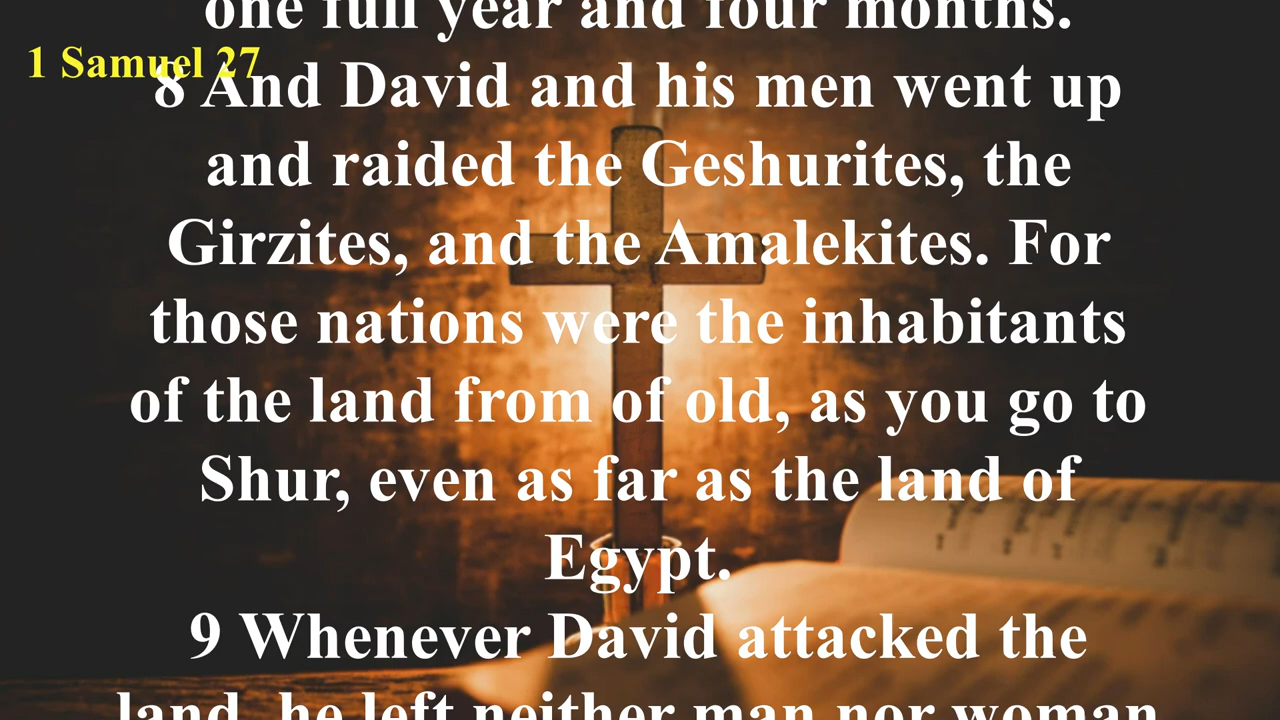 one full year and four months.
1 Samuel 27
8 And David and his men went up
and raided the Geshurites, the
Girzites, and the Amalekites. For
those nations were the inhabitants
of the land from of old, as you go to
Shur, even as far as the land of
Egypt.
9 Whenever David attacked the
land, he left neither man nor woman